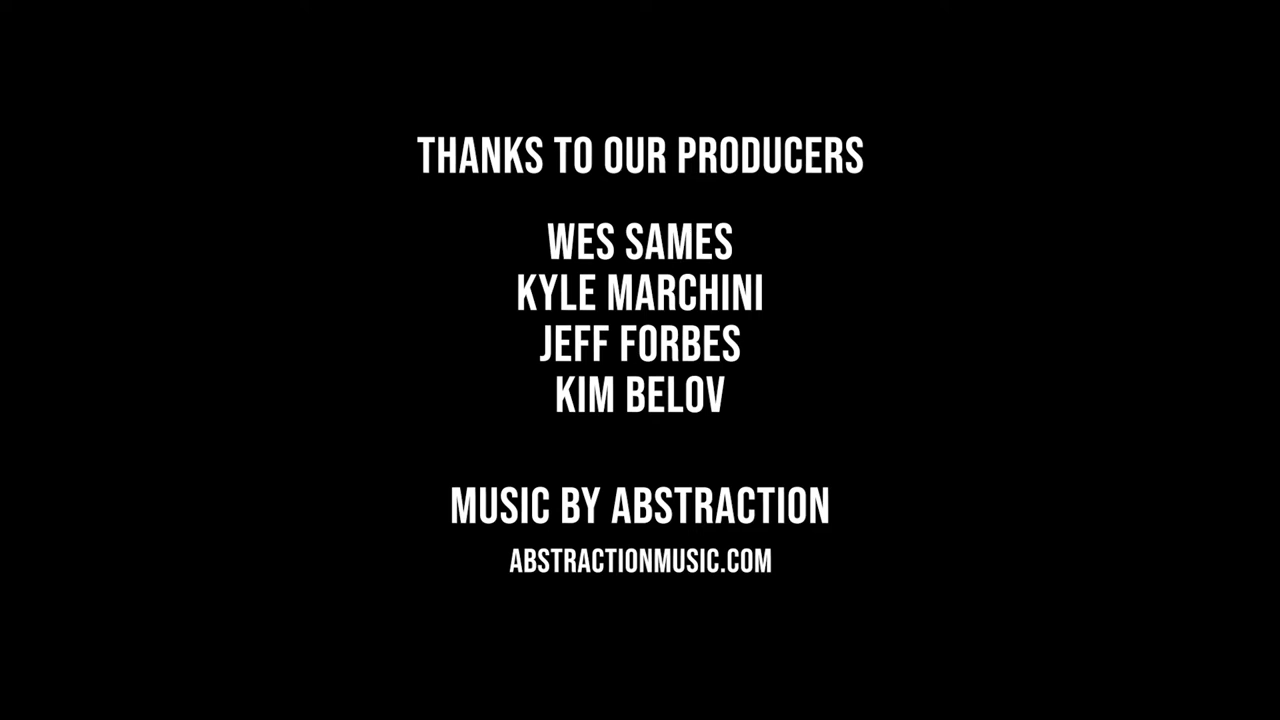 THANKS TO OUR PRODUCERS
WES SAMES
KYLE MARCHINI
JEFF FORBES
KIM BELOV
MUSIC BY ABSTRACTION
ABSTRACTIONMUSIC.COM